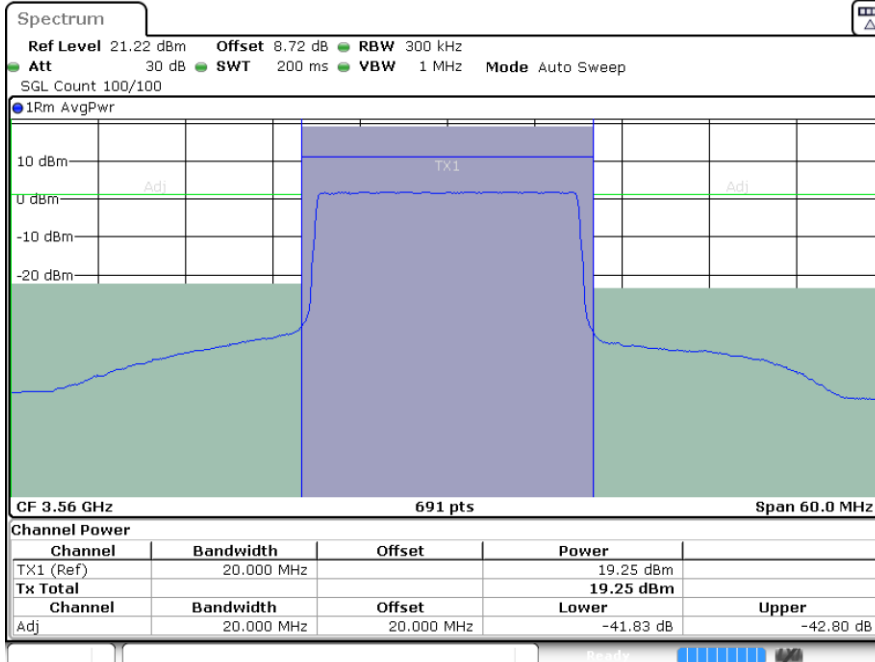 Spectrum
Ref Level 21.22 dBm Offset 8.72 dB RBW 300 kHz
Att 30 dB SWT 200 ms VBW 1 MHz Mode Auto Sweep
SGL Count 100/100
1Rm AvgPwr
10 dBm
TX1
Adj Adj
0 dBm
-10 dBm
-20 dBm
CF 3.56 GHz 691 pts Span 60.0 MHz
Channel Power
Channel Bandwidth Offset Power
TX1 (Ref) 20.000 MHz 19.25 dBm
Tx Total 19.25 dBm
Channel Bandwidth Offset Lower Upper
Adj 20.000 MHz 20.000 MHz -41.83 dB -42.80 dB
Ready